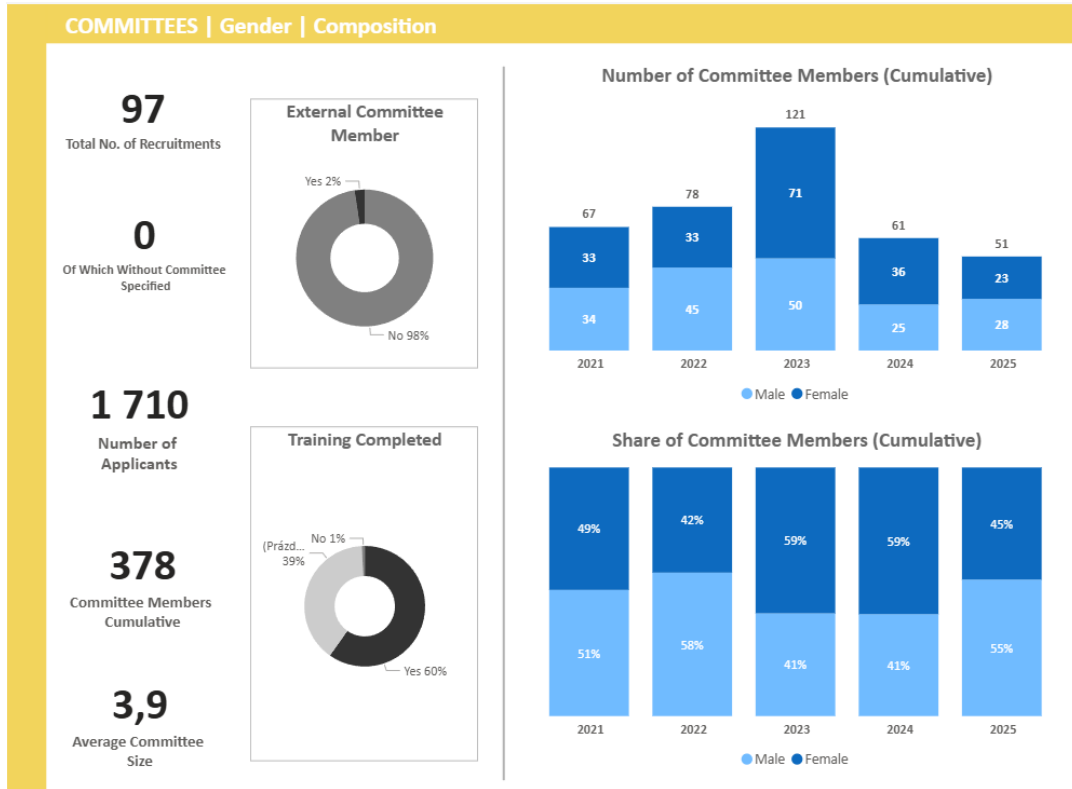 COMMITTEES | Gender | Composition
97
Total No. of Recruitments
0
Of Which Without Committee
Specified
1 710
Number of
Applicants
378
Committee Members
Cumulative
3,9
Average Committee
Size
External Committee
Member
Yes 2%
No 98%
Training Completed
No 1%
(Prázd...
39%
Yes 60%
Number of Committee Members (Cumulative)
67
78
121
61
51
33
33
71
36
23
34
45
50
25
28
2021
2022
2023
2024
2025
Male Female
Share of Committee Members (Cumulative)
49%
42%
59%
59%
45%
51%
58%
41%
41%
55%
2021
2022
2023
2024
2025
Male Female